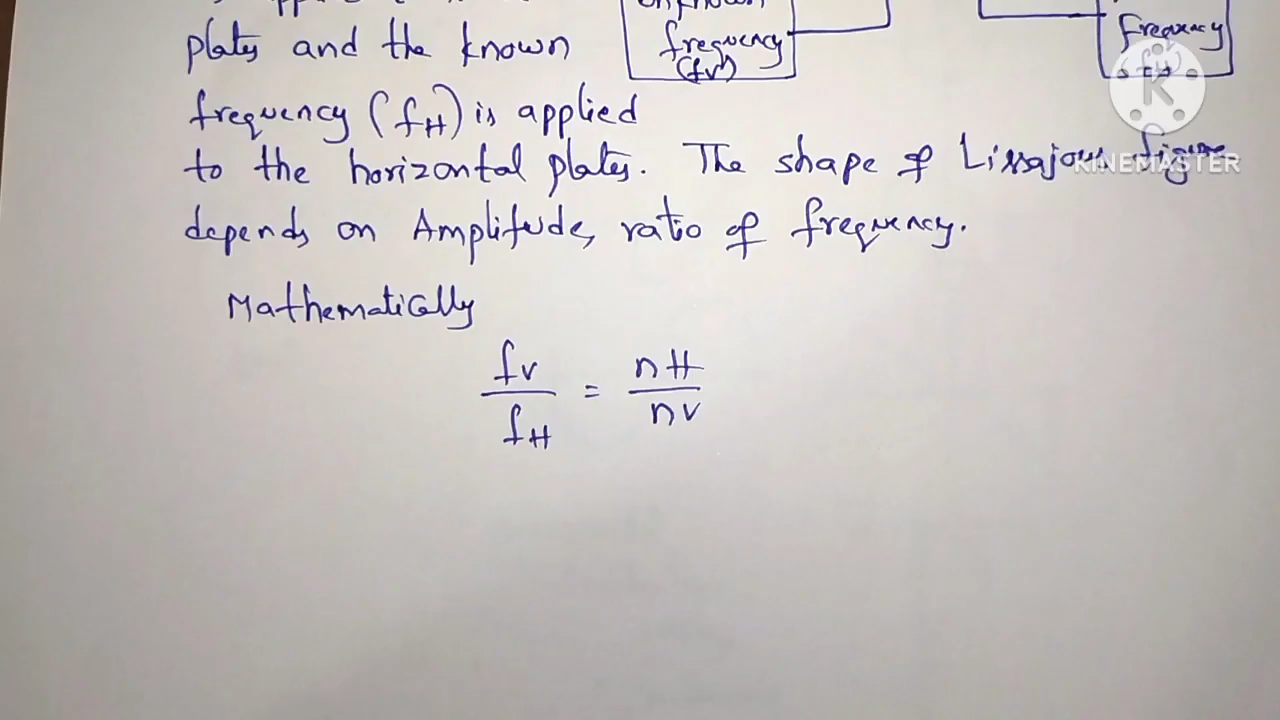 unknown
plates and the known
frequency
(fv)
frequency
frequency (fH) is applied
to the horizontal plates. The shape of Lissajous figure
KINEMASTER
depends on Amplitude, ratio of frequency.
Mathematically
fv/fH = nH/nv